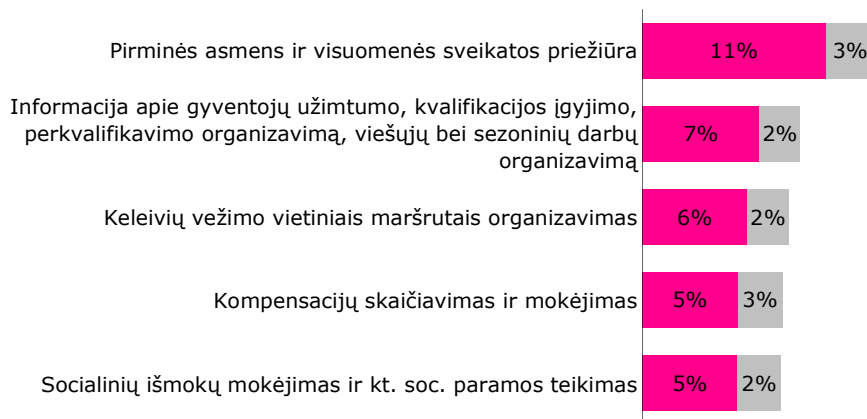 Pirminės asmens ir visuomenės sveikatos priežiūra 11% 3%
Informacija apie gyventojų užimtumo, kvalifikacijos įgyjimo,
perkvalifikavimo organizavimą, viešųjų bei sezoninių darbų 7% 2%
organizavimą
Keleivių vežimo vietiniais maršrutais organizavimas 6% 2%
Kompensacijų skaičiavimas ir mokėjimas 5% 3%
Socialinių išmokų mokėjimas ir kt. soc. paramos teikimas 5% 2%